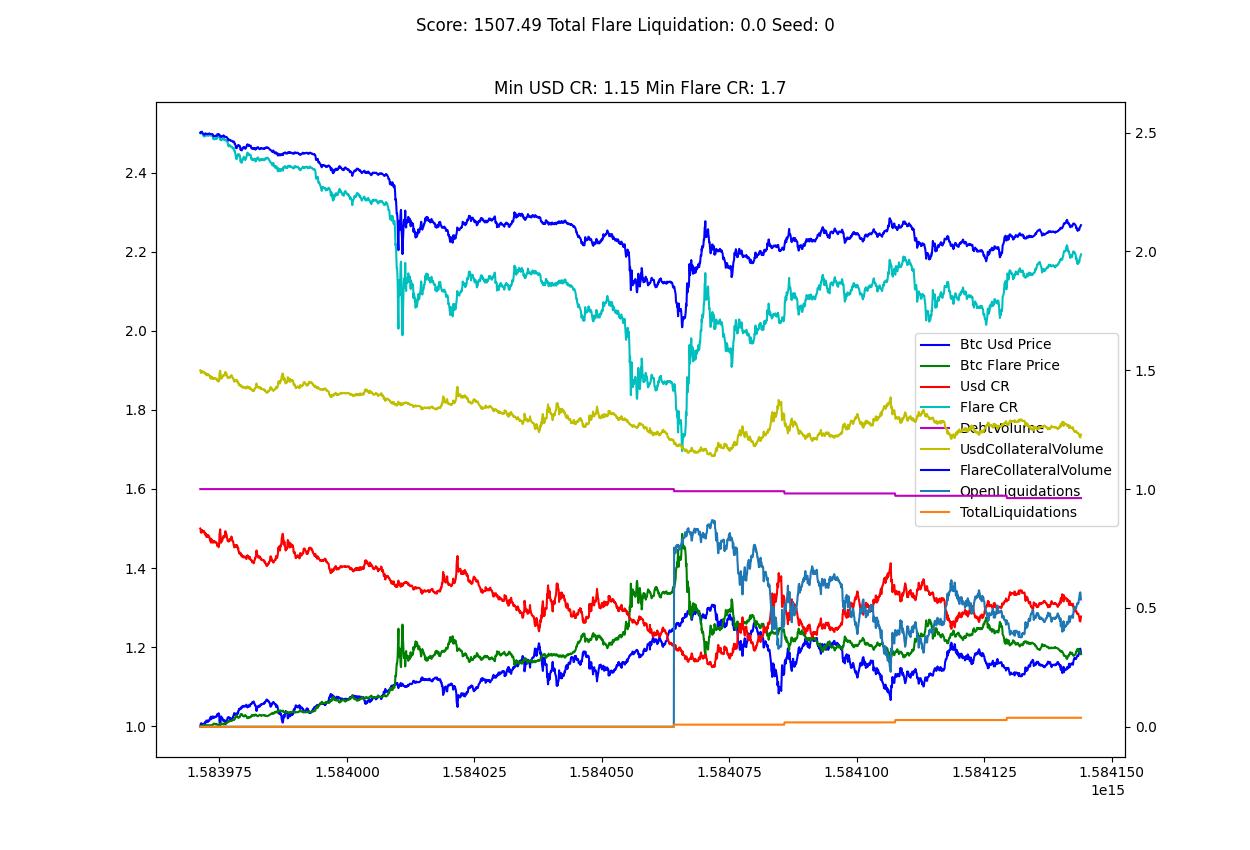 Score: 1507.49 Total Flare Liquidation: 0.0 Seed: 0
Min USD CR: 1.15 Min Flare CR: 1.7
2.4
2.2
2.0
1.8
1.6
1.4
1.2
1.0
2.5
2.0
1.5
1.0
0.5
0.0
Btc Usd Price
Btc Flare Price
Usd CR
Flare CR
DebtVolume
UsdCollateralVolume
FlareCollateralVolume
OpenLiquidations
TotalLiquidations
1.583975 1.584000 1.584025 1.584050 1.584075 1.584100 1.584125 1.584150
1e15